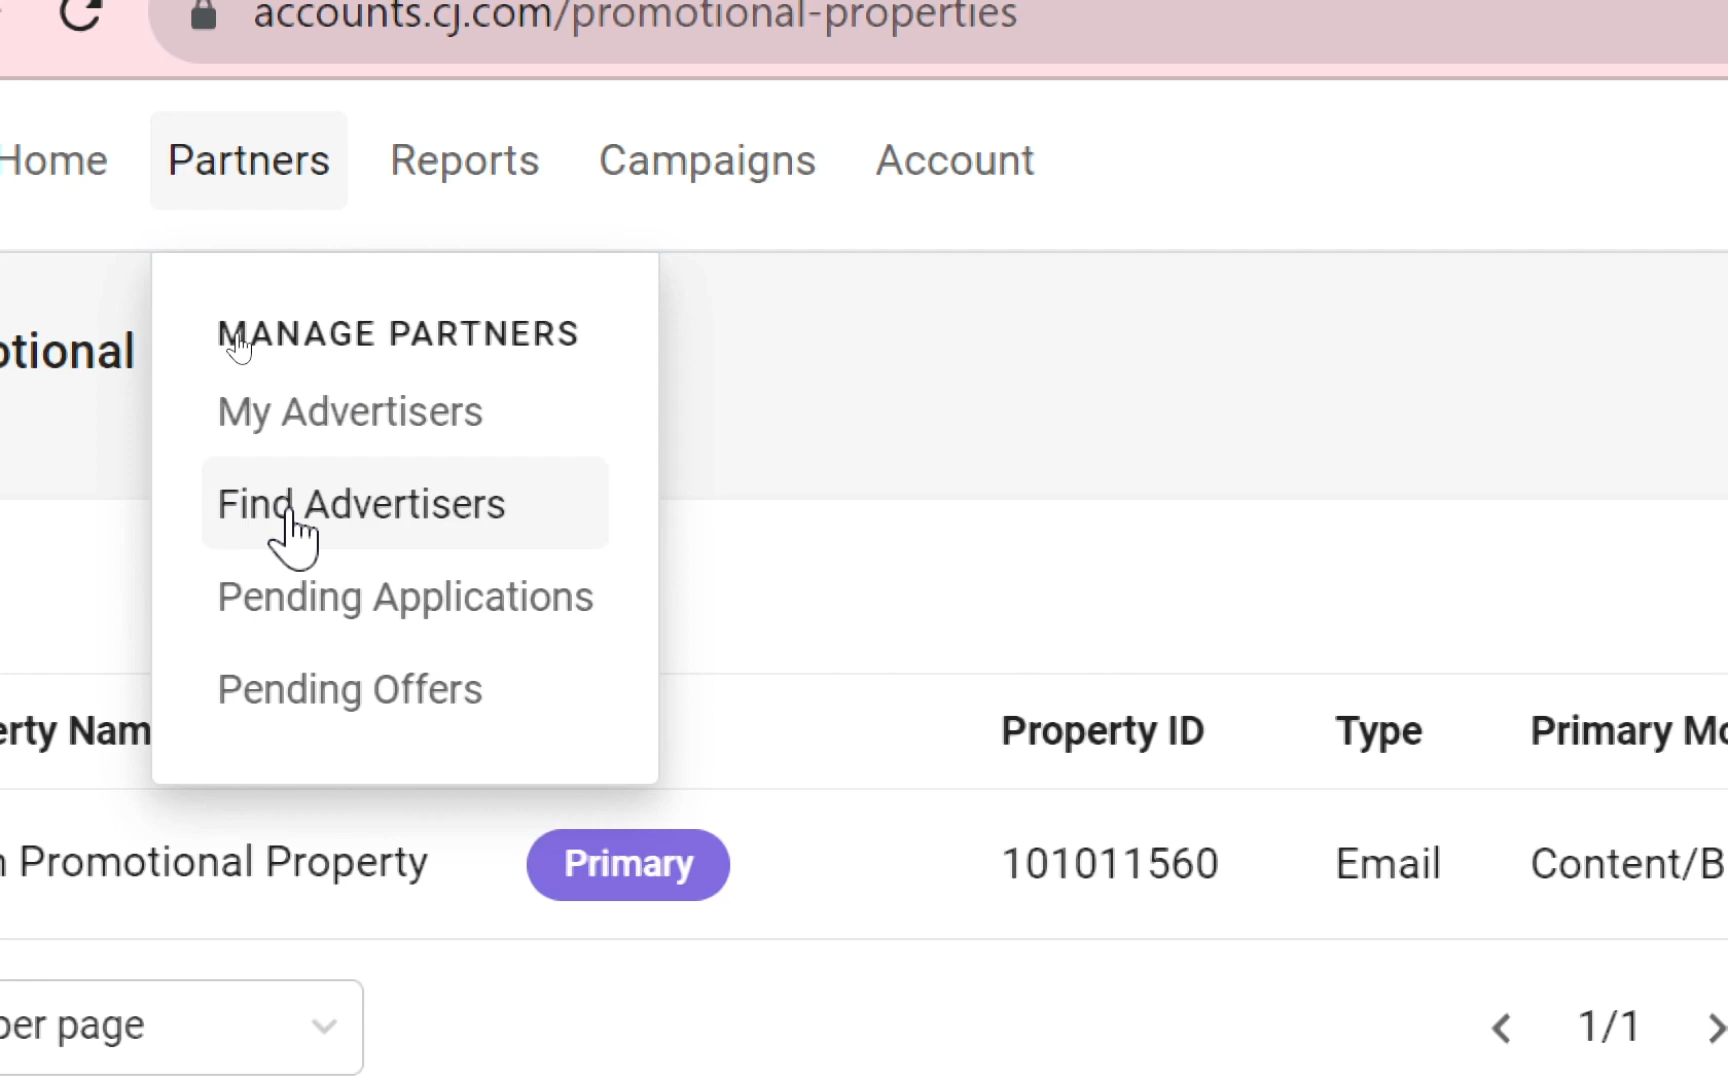 accounts.cj.com/promotional-properties
Home Partners Reports Campaigns Account
MANAGE PARTNERS
otional
My Advertisers
Find Advertisers
Pending Applications
Pending Offers
erty Nam Property ID Type Primary Mo
n Promotional Property Primary 101011560 Email Content/B
per page 1/1